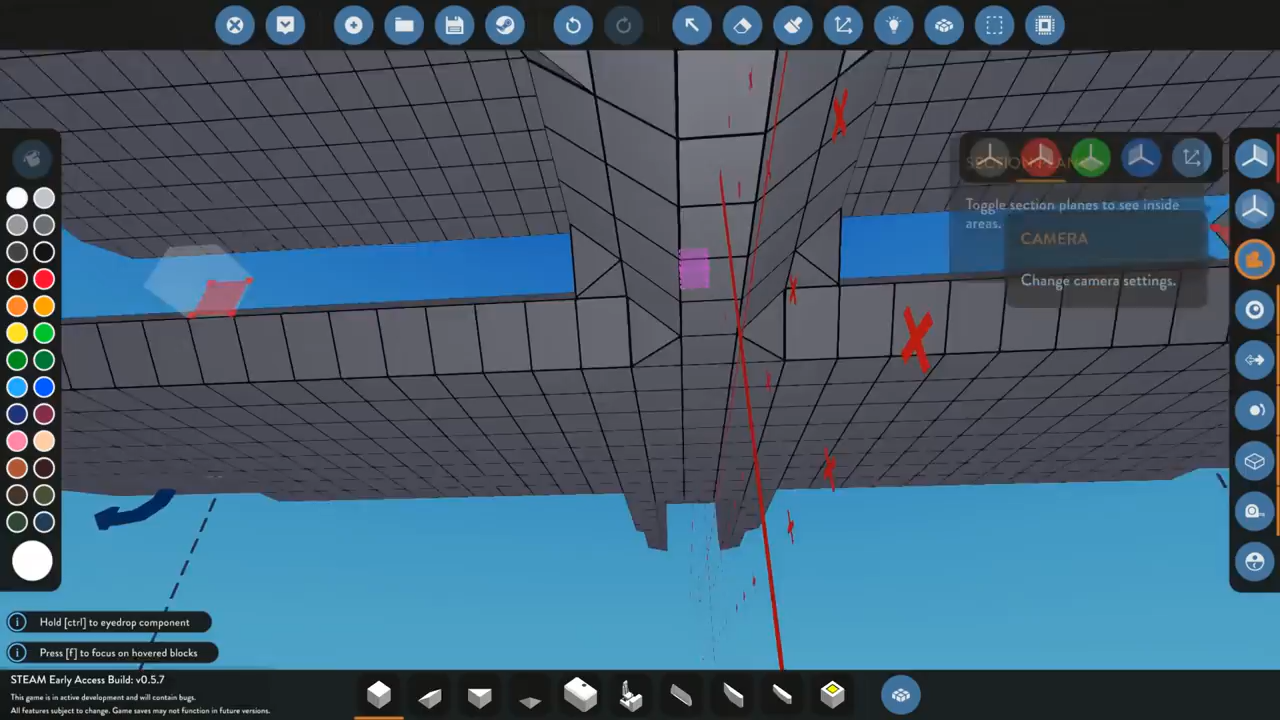 SECTION PLANE
Toggle section planes to see inside
areas.
CAMERA
Change camera settings.
X
X
X
Hold [ctrl] to eyedrop component
Press [f] to focus on hovered blocks
STEAM Early Access Build: v0.5.7
This game is in active development and will contain bugs.
All features subject to change. Game saves may not function in future versions.